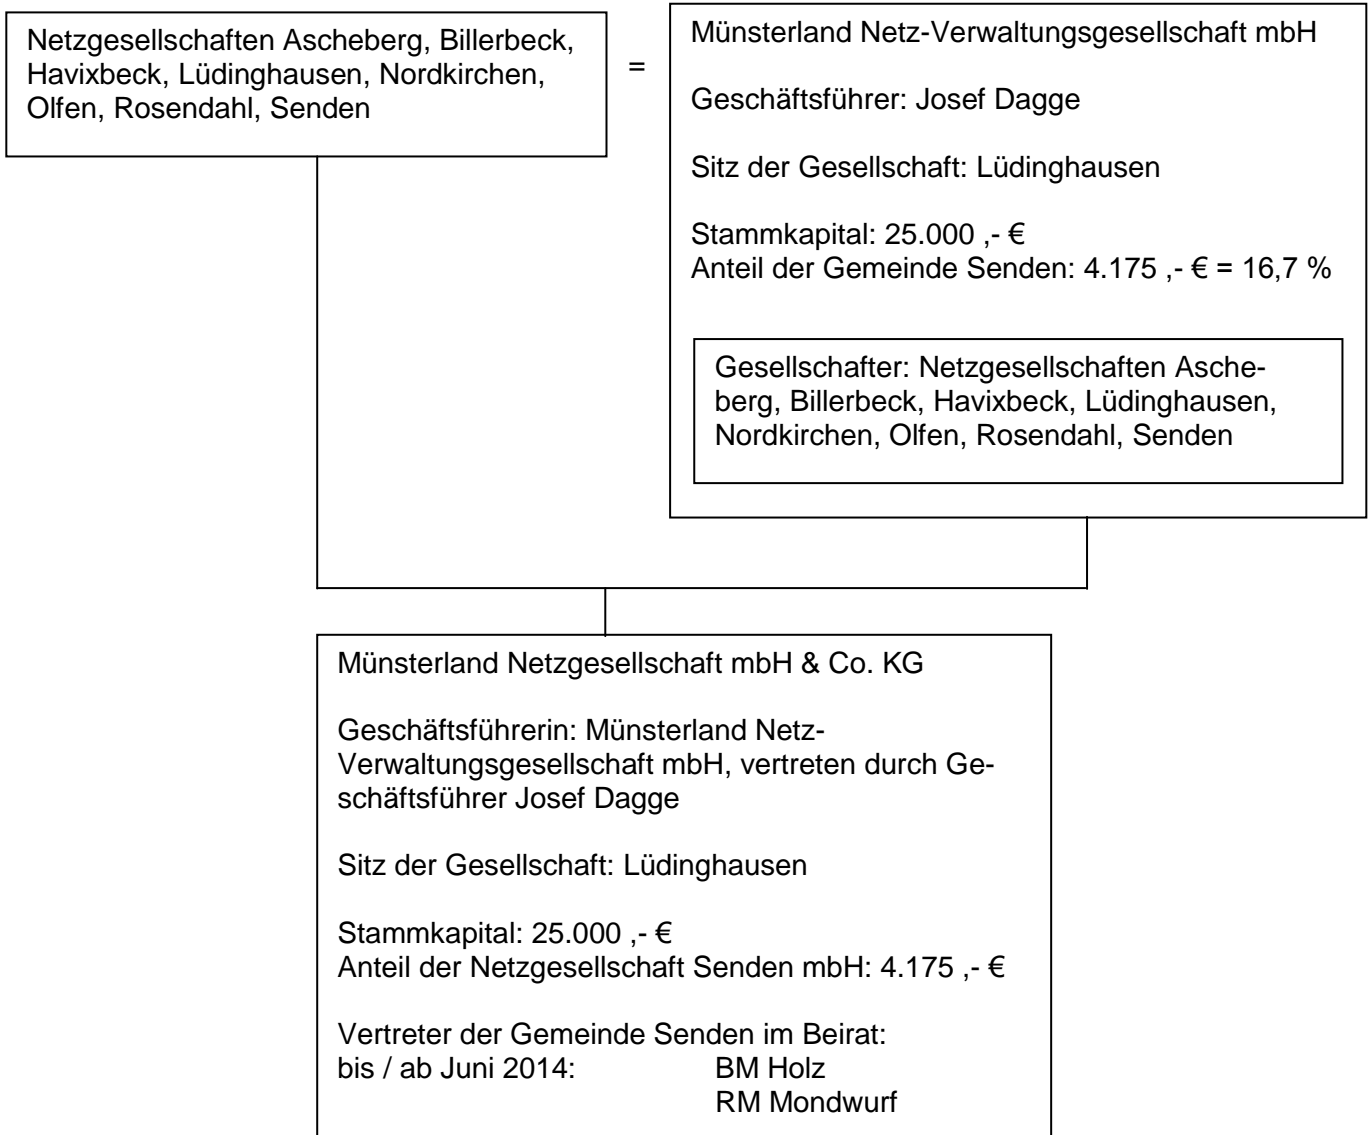 Netzgesellschaften Ascheberg, Billerbeck,
Havixbeck, Lüdinghausen, Nordkirchen,
Olfen, Rosendahl, Senden
=
Münsterland Netz-Verwaltungsgesellschaft mbH
Geschäftsführer: Josef Dagge
Sitz der Gesellschaft: Lüdinghausen
Stammkapital: 25.000 ,- €
Anteil der Gemeinde Senden: 4.175 ,- € = 16,7 %
Gesellschafter: Netzgesellschaften Asche-
berg, Billerbeck, Havixbeck, Lüdinghausen,
Nordkirchen, Olfen, Rosendahl, Senden
Münsterland Netzgesellschaft mbH & Co. KG
Geschäftsführerin: Münsterland Netz-
Verwaltungsgesellschaft mbH, vertreten durch Ge-
schäftsführer Josef Dagge
Sitz der Gesellschaft: Lüdinghausen
Stammkapital: 25.000 ,- €
Anteil der Netzgesellschaft Senden mbH: 4.175 ,- €
Vertreter der Gemeinde Senden im Beirat:
bis / ab Juni 2014: BM Holz
RM Mondwurf